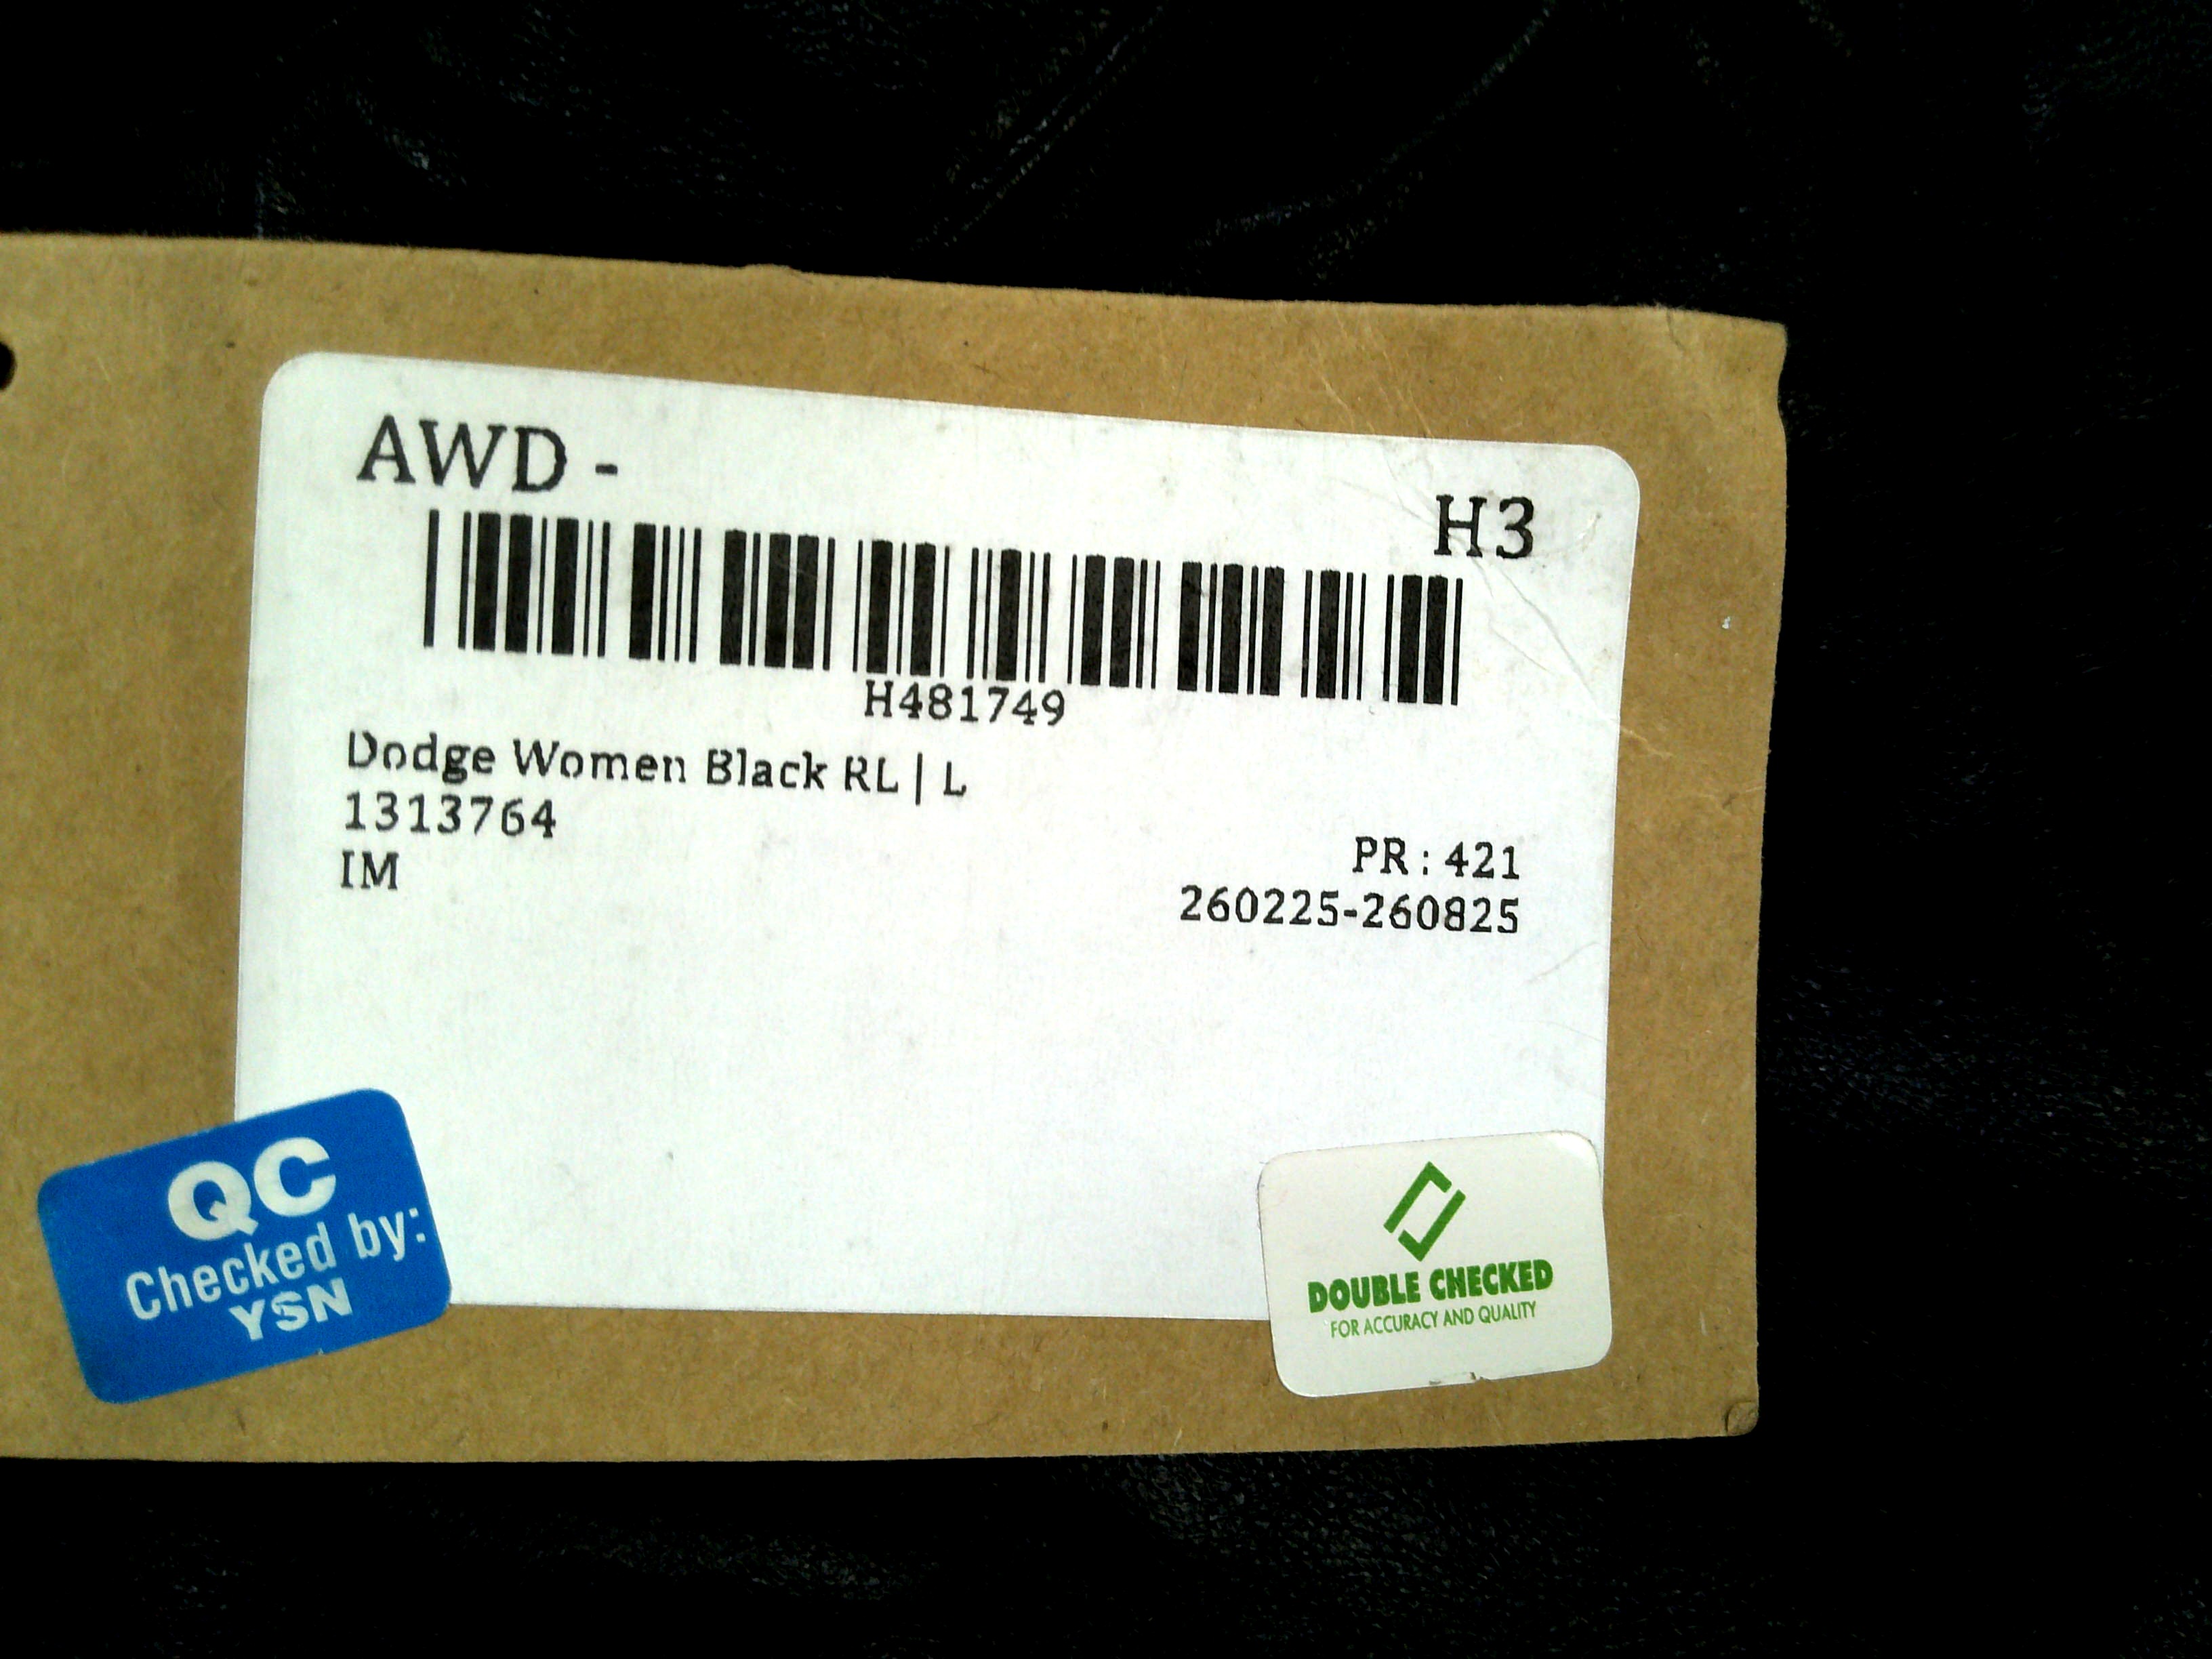 AWD -
H3
H481749
Dodge Women Black RL | L
1313764
IM
PR : 421
260225-260825
QC
Checked by:
YSN
DOUBLE CHECKED
FOR ACCURACY AND QUALITY